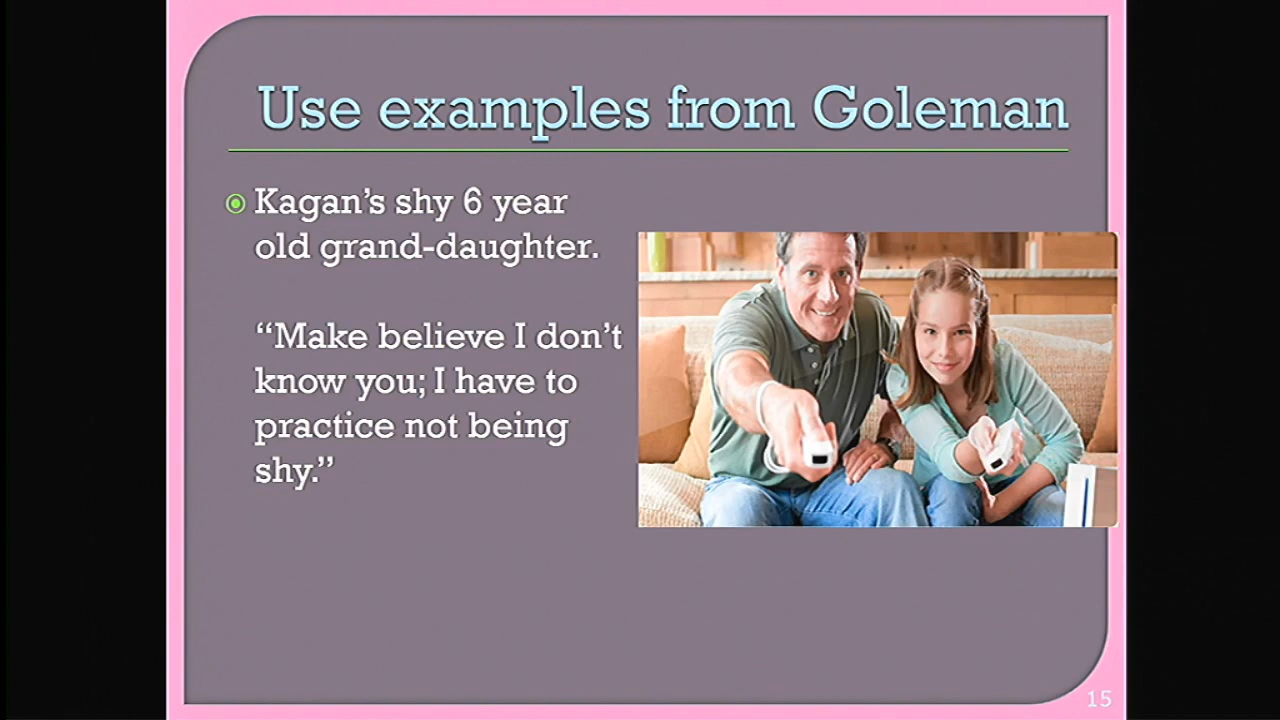 Use examples from Goleman
Kagan’s shy 6 year
old grand-daughter.
“Make believe I don’t
know you; I have to
practice not being
shy.”
15